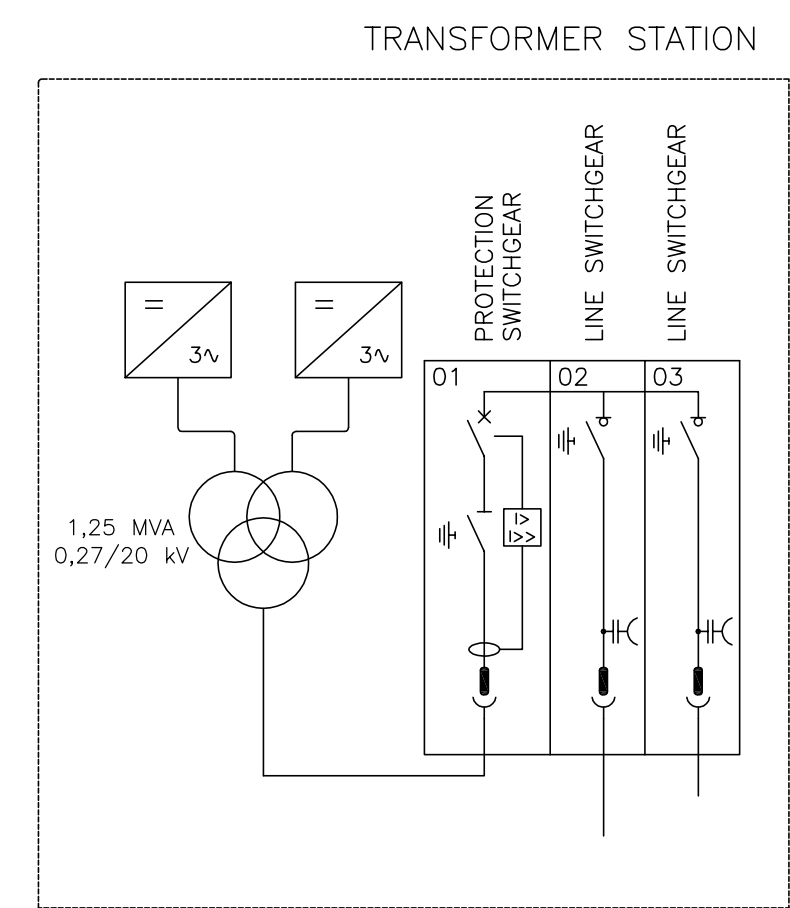 TRANSFORMER STATION
PROTECTION
SWITCHGEAR
LINE SWITCHGEAR
LINE SWITCHGEAR
=
3∿
=
3∿
01
02
03
1,25 MVA
0,27/20 kV
I>
I>>